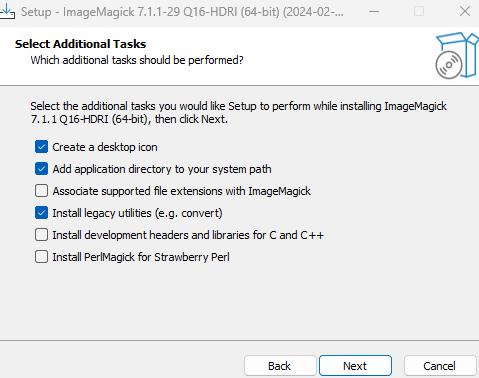 Setup - ImageMagick 7.1.1-29 Q16-HDRI (64-bit) (2024-02-...
Select Additional Tasks
Which additional tasks should be performed?
Select the additional tasks you would like Setup to perform while installing ImageMagick
7.1.1 Q16-HDRI (64-bit), then click Next.
Create a desktop icon
Add application directory to your system path
Associate supported file extensions with ImageMagick
Install legacy utilities (e.g. convert)
Install development headers and libraries for C and C++
Install PerlMagick for Strawberry Perl
Back Next Cancel